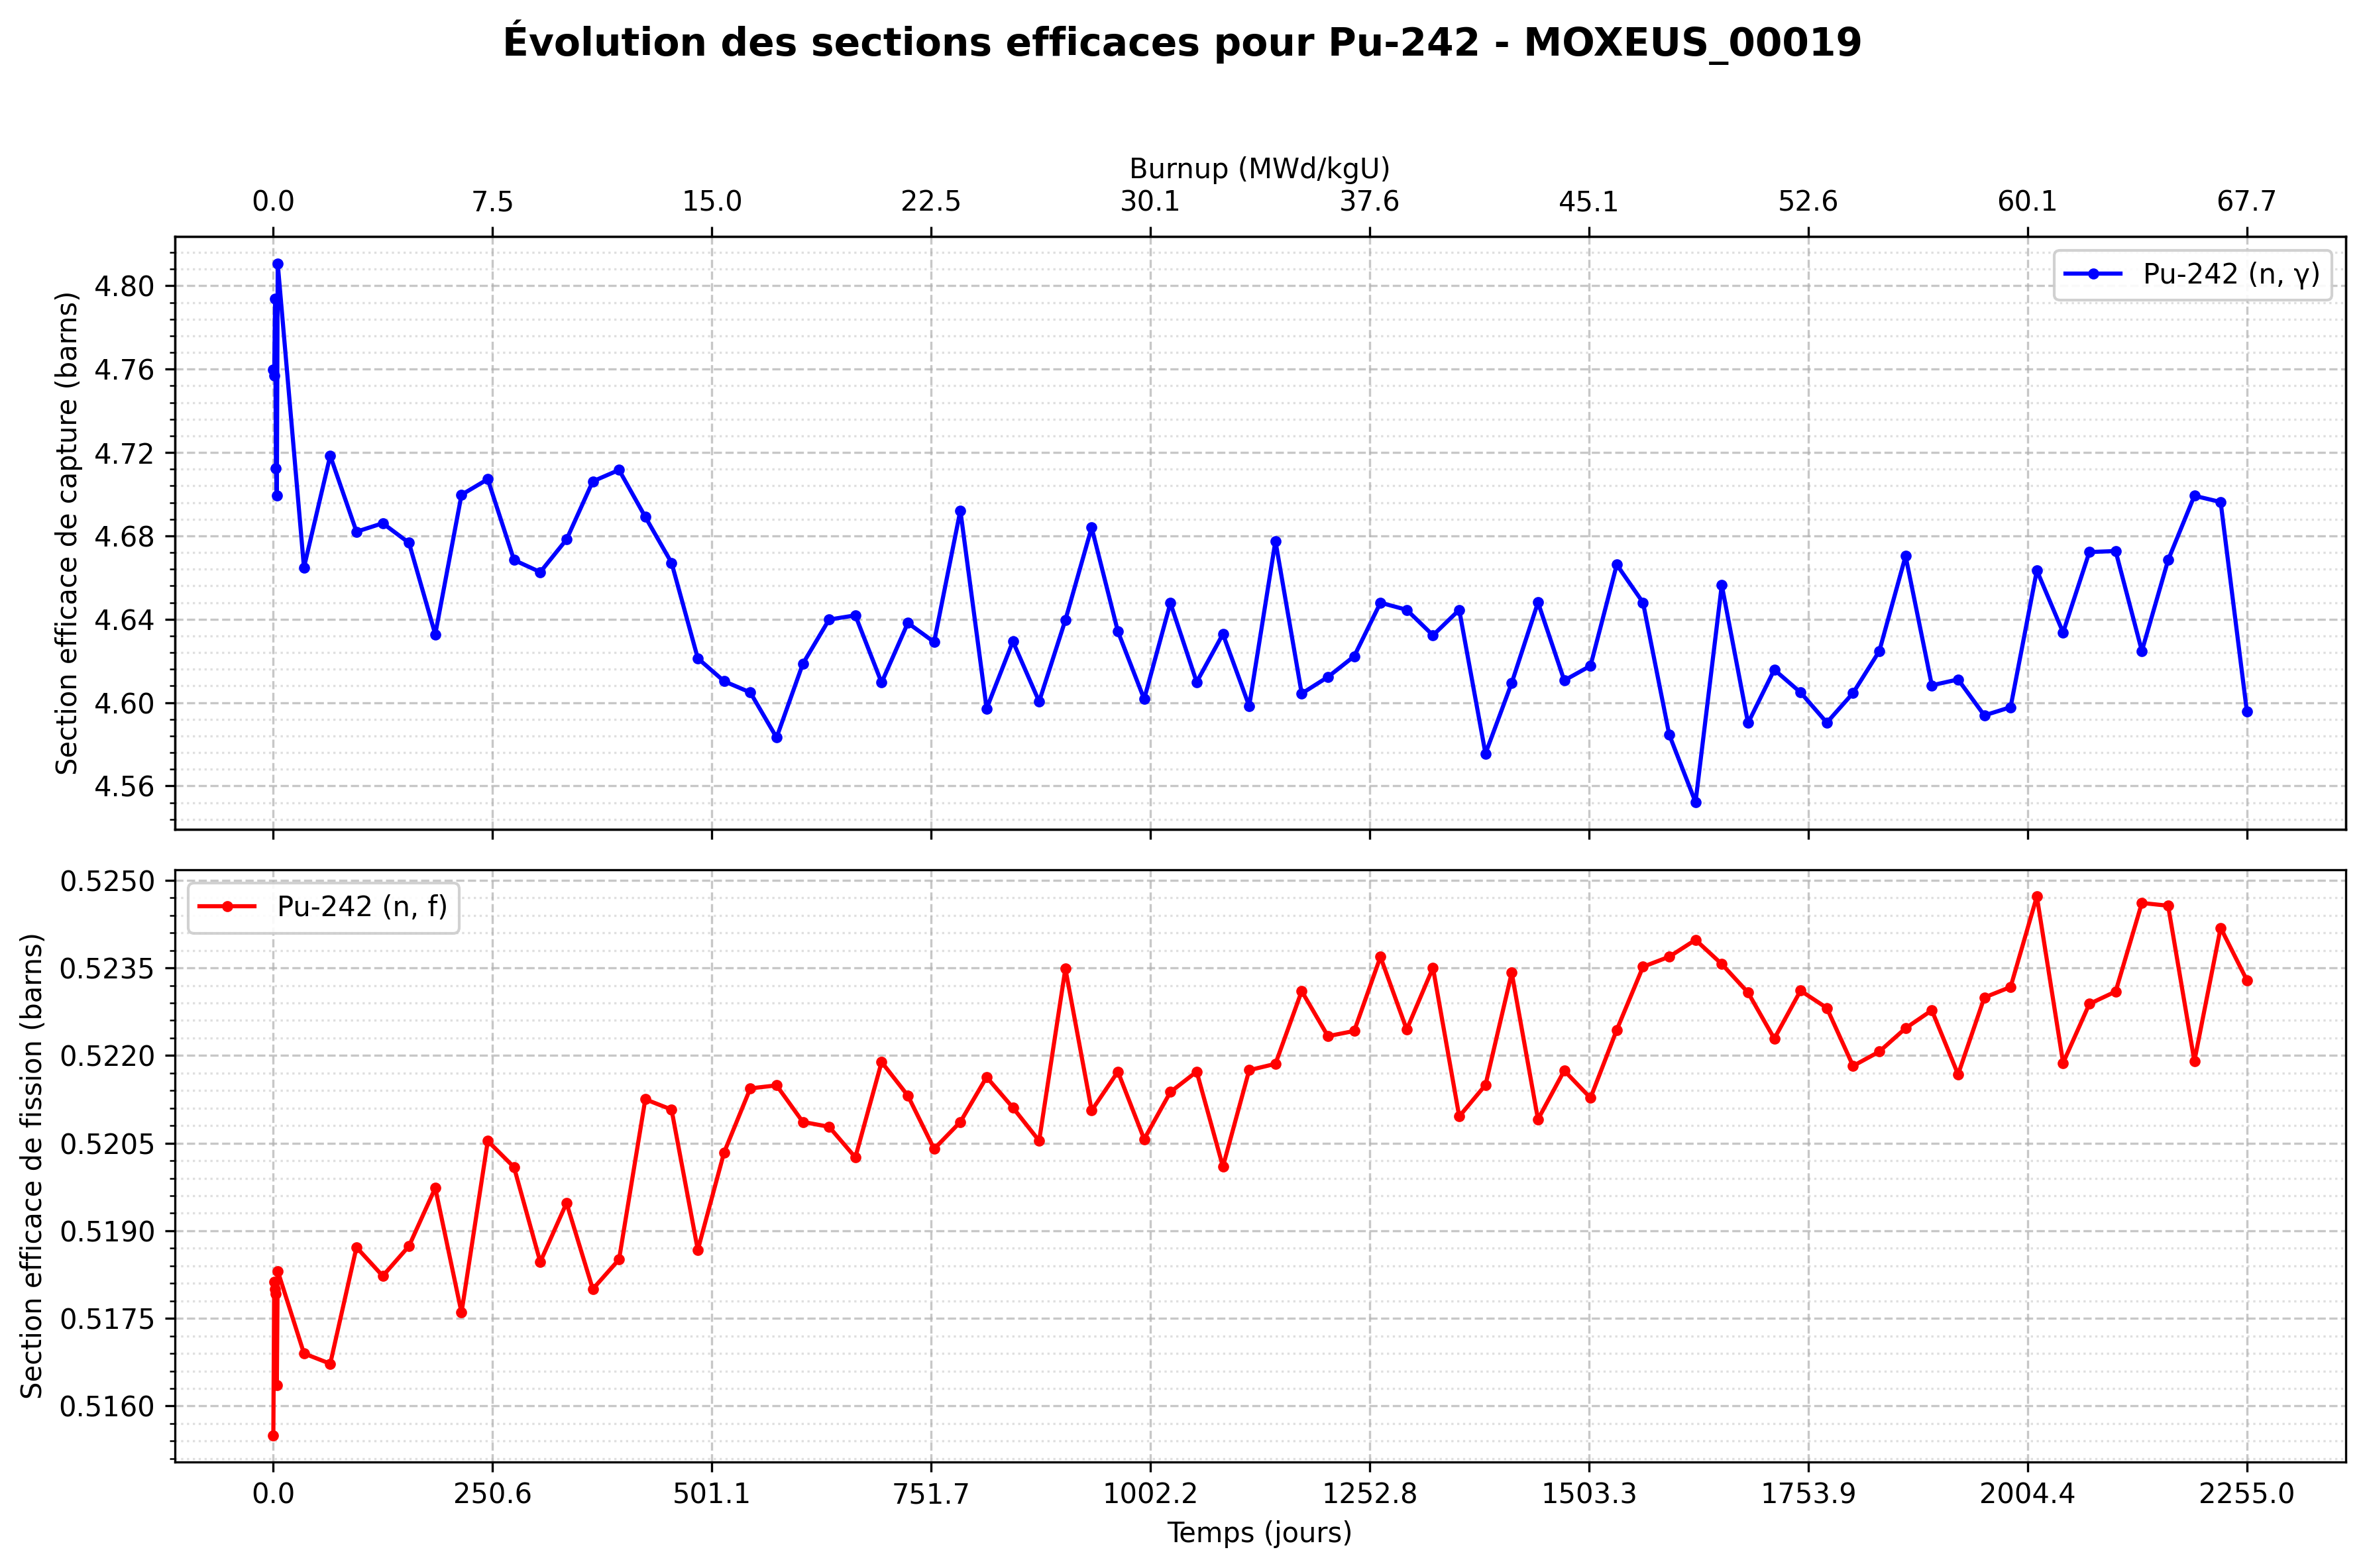 Évolution des sections efficaces pour Pu-242 - MOXEUS_00019
Burnup (MWd/kgU)
0.0 7.5 15.0 22.5 30.1 37.6 45.1 52.6 60.1 67.7
Section efficace de capture (barns)
4.80
4.76
4.72
4.68
4.64
4.60
4.56
Pu-242 (n, γ)
Section efficace de fission (barns)
0.5250
0.5235
0.5220
0.5205
0.5190
0.5175
0.5160
Pu-242 (n, f)
0.0 250.6 501.1 751.7 1002.2 1252.8 1503.3 1753.9 2004.4 2255.0
Temps (jours)